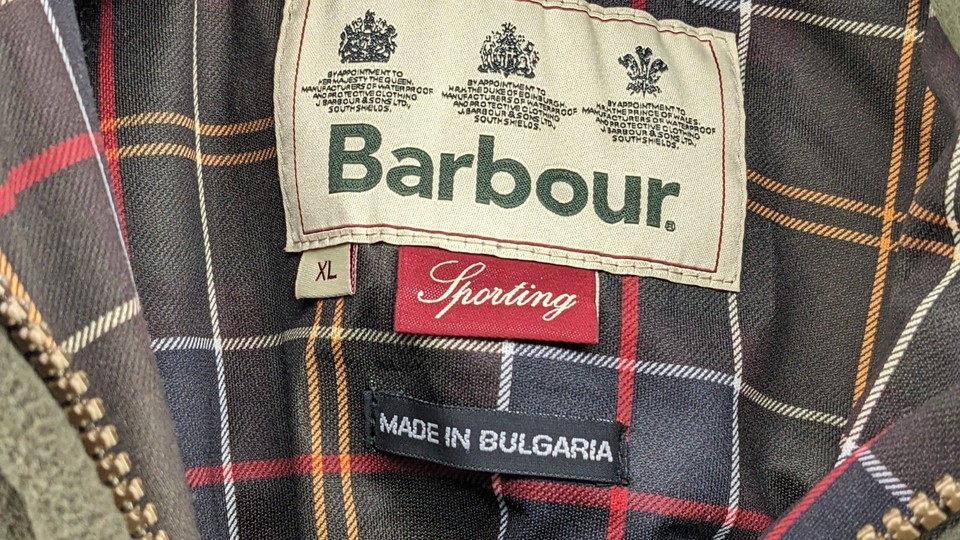 BY APPOINTMENT TO
HER MAJESTY THE QUEEN.
MANUFACTURERS OF WATERPROOF
AND PROTECTIVE CLOTHING
J. BARBOUR & SONS LTD.,
SOUTH SHIELDS.
BY APPOINTMENT TO
H.R.H. THE DUKE OF EDINBURGH.
MANUFACTURERS OF WATERPROOF
AND PROTECTIVE CLOTHING
J. BARBOUR & SONS LTD.,
SOUTH SHIELDS.
BY APPOINTMENT TO
H.R.H. THE PRINCE OF WALES.
MANUFACTURERS OF WATERPROOF
AND PROTECTIVE CLOTHING
J. BARBOUR & SONS LTD.,
SOUTH SHIELDS.
Barbour®
XL
Sporting
MADE IN BULGARIA